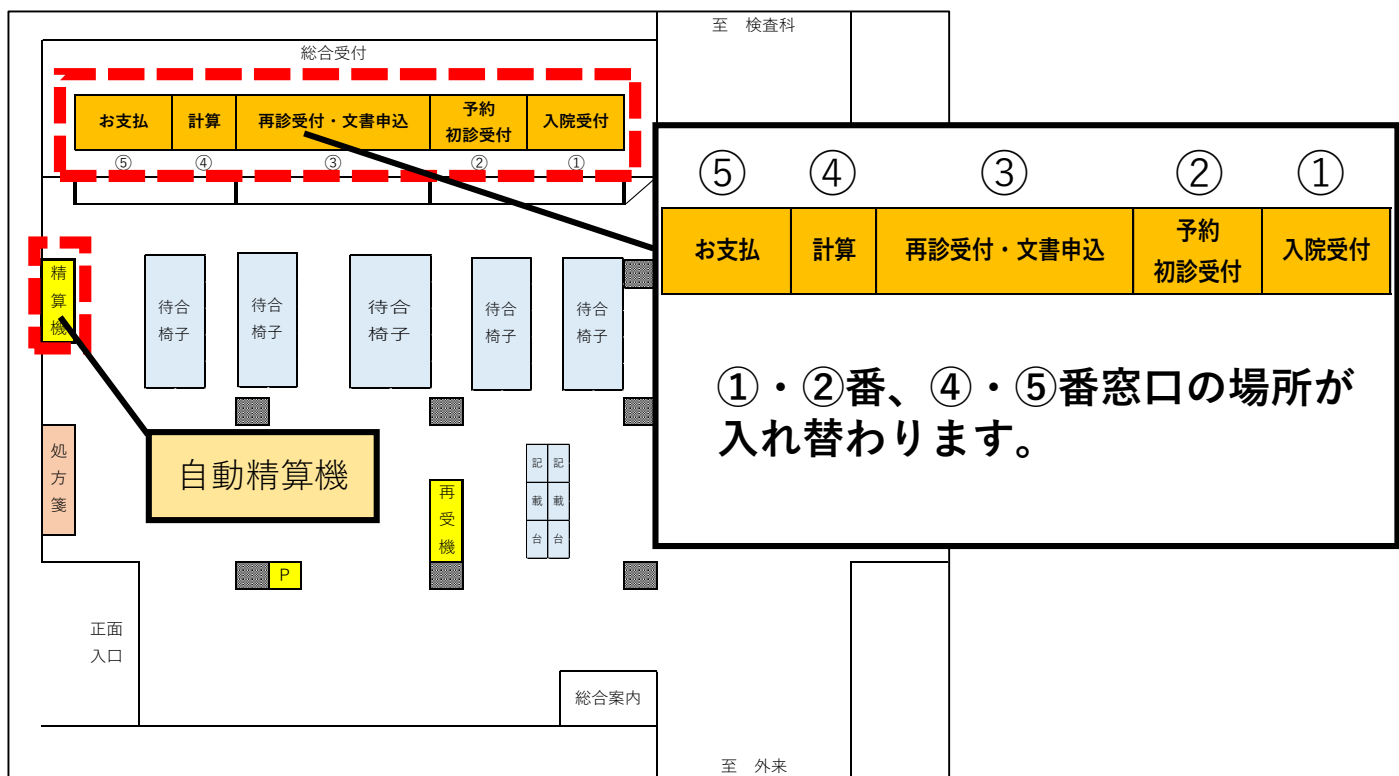 至　検査科
総合受付
お支払
計算
再診受付・文書申込
予約
初診受付
入院受付
⑤
④
③
②
①
⑤
④
③
②
①
お支払
計算
再診受付・文書申込
予約
初診受付
入院受付
①・②番、④・⑤番窓口の場所が
入れ替わります。
精
算
機
待合
椅子
待合
椅子
待合
椅子
待合
椅子
待合
椅子
処
方
箋
自動精算機
再
受
機
記
載
台
記
載
台
P
正面
入口
総合案内
至　外来